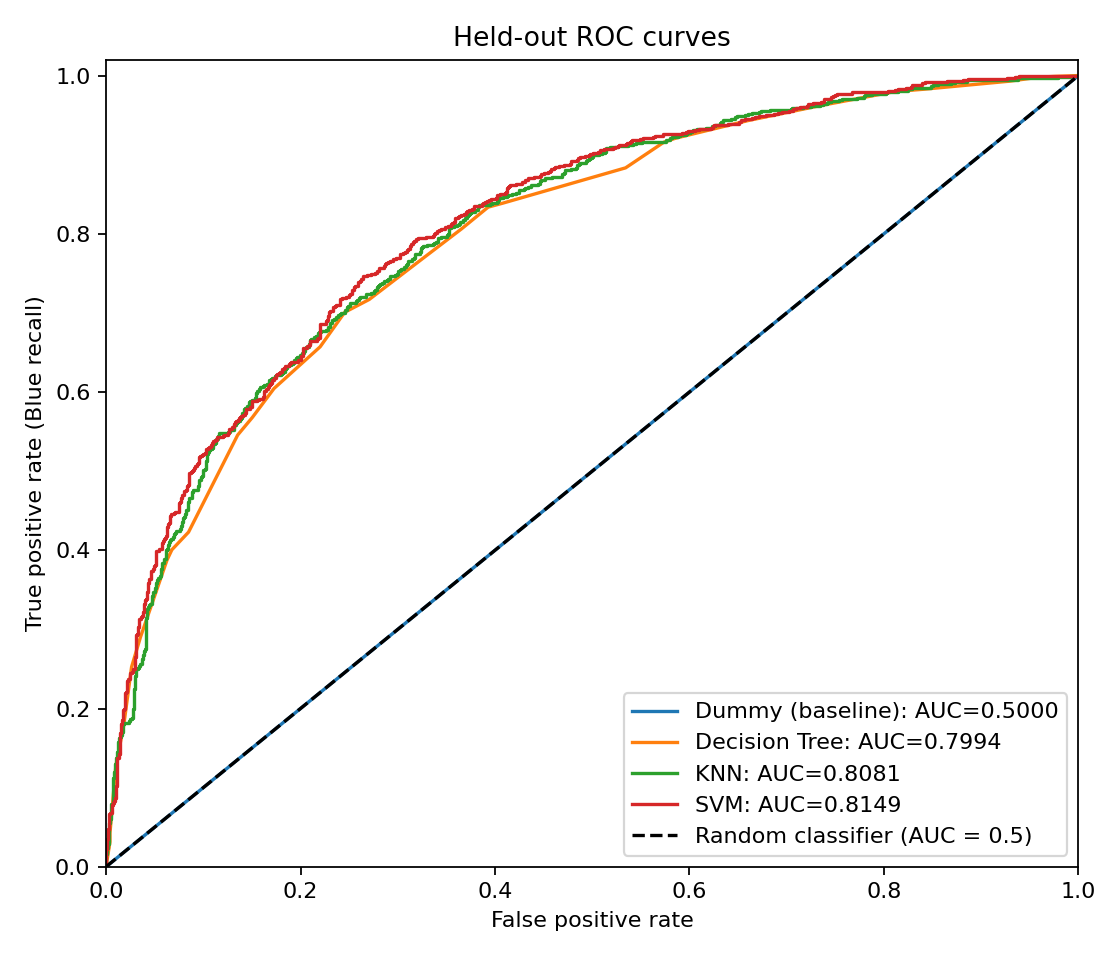 Held-out ROC curves
True positive rate (Blue recall)
1.0
0.8
0.6
0.4
0.2
0.0
0.0 0.2 0.4 0.6 0.8 1.0
False positive rate
Dummy (baseline): AUC=0.5000
Decision Tree: AUC=0.7994
KNN: AUC=0.8081
SVM: AUC=0.8149
Random classifier (AUC = 0.5)